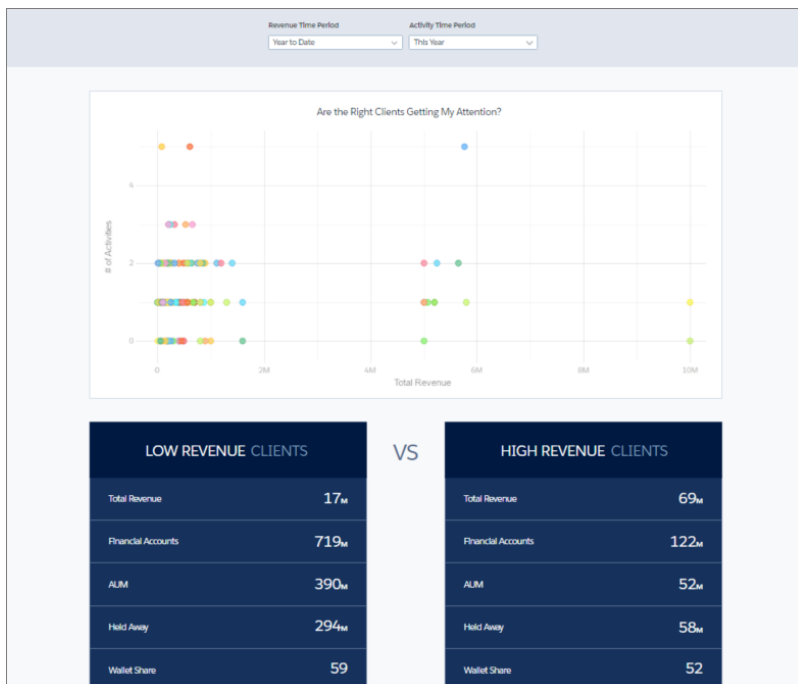 Revenue Time Period Activity Time Period
Year to Date This Year
Are the Right Clients Getting My Attention?
# of Activities
6
2
0
0 2M 4M 6M 8M 10M
Total Revenue
LOW REVENUE CLIENTS
Total Revenue 17M
Financial Accounts 719M
AUM 390M
Held Away 294M
Wallet Share 59
VS
HIGH REVENUE CLIENTS
Total Revenue 69M
Financial Accounts 122M
AUM 52M
Held Away 58M
Wallet Share 52